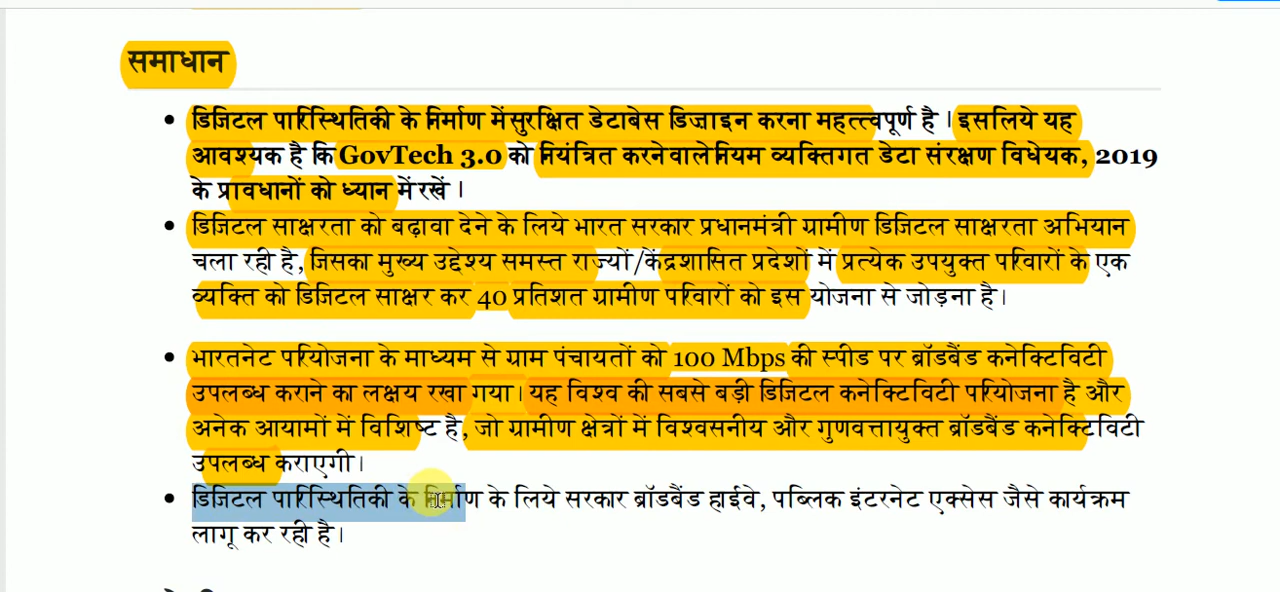 समाधान
डिजिटल पारिस्थितिकी के निर्माण में सुरक्षित डेटाबेस डिजाइन करना महत्त्वपूर्ण है। इसलिये यह
आवश्यक है कि GovTech 3.0 को नियंत्रित करने वाले नियम व्यक्तिगत डेटा संरक्षण विधेयक, 2019
के प्रावधानों को ध्यान में रखें।
डिजिटल साक्षरता को बढ़ावा देने के लिये भारत सरकार प्रधानमंत्री ग्रामीण डिजिटल साक्षरता अभियान
चला रही है, जिसका मुख्य उद्देश्य समस्त राज्यों/केंद्रशासित प्रदेशों में प्रत्येक उपयुक्त परिवारों के एक
व्यक्ति को डिजिटल साक्षर कर 40 प्रतिशत ग्रामीण परिवारों को इस योजना से जोड़ना है।
भारतनेट परियोजना के माध्यम से ग्राम पंचायतों को 100 Mbps की स्पीड पर ब्रॉडबैंड कनेक्टिविटी
उपलब्ध कराने का लक्षय रखा गया। यह विश्व की सबसे बड़ी डिजिटल कनेक्टिविटी परियोजना है और
अनेक आयामों में विशिष्ट है, जो ग्रामीण क्षेत्रों में विश्वसनीय और गुणवत्तायुक्त ब्रॉडबैंड कनेक्टिविटी
उपलब्ध कराएगी।
डिजिटल पारिस्थितिकी के निर्माण के लिये सरकार ब्रॉडबैंड हाईवे, पब्लिक इंटरनेट एक्सेस जैसे कार्यक्रम
लागू कर रही है।